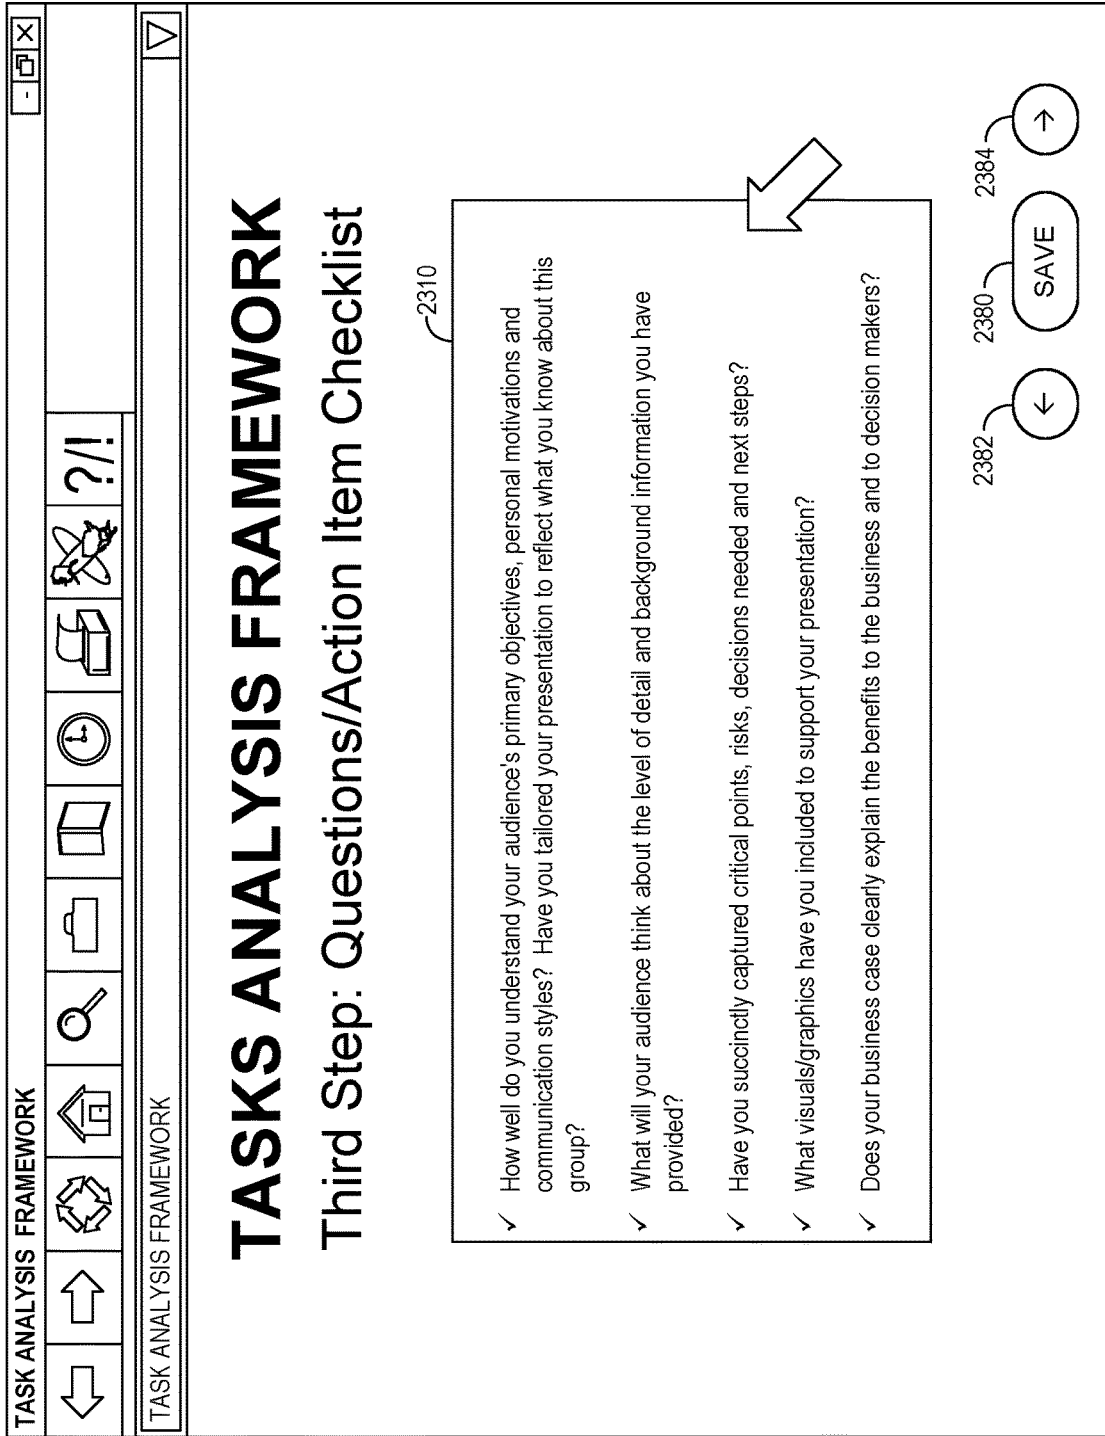 TASK ANALYSIS FRAMEWORK
?/!
TASK ANALYSIS FRAMEWORK
TASKS ANALYSIS FRAMEWORK
Third Step: Questions/Action Item Checklist
2310
✓ How well do you understand your audience's primary objectives, personal motivations and
communication styles? Have you tailored your presentation to reflect what you know about this
group?
✓ What will your audience think about the level of detail and background information you have
provided?
✓ Have you succinctly captured critical points, risks, decisions needed and next steps?
✓ What visuals/graphics have you included to support your presentation?
✓ Does your business case clearly explain the benefits to the business and to decision makers?
2382
2380
2384
SAVE